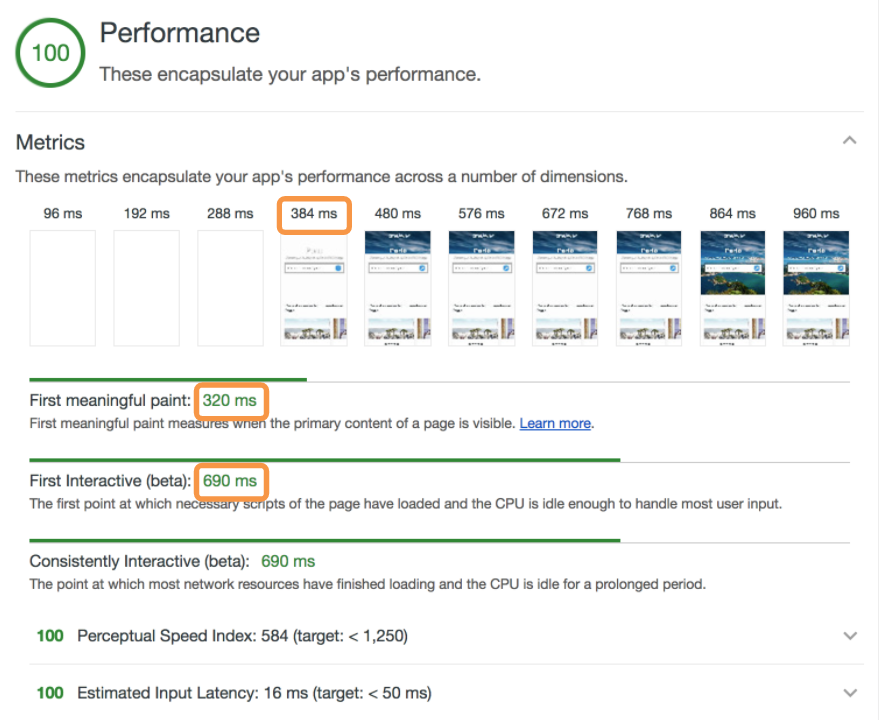 100
Performance
These encapsulate your app's performance.
Metrics
These metrics encapsulate your app's performance across a number of dimensions.
96 ms 192 ms 288 ms 384 ms 480 ms 576 ms 672 ms 768 ms 864 ms 960 ms
First meaningful paint: 320 ms
First meaningful paint measures when the primary content of a page is visible. Learn more.
First Interactive (beta): 690 ms
The first point at which necessary scripts of the page have loaded and the CPU is idle enough to handle most user input.
Consistently Interactive (beta): 690 ms
The point at which most network resources have finished loading and the CPU is idle for a prolonged period.
100 Perceptual Speed Index: 584 (target: < 1,250)
100 Estimated Input Latency: 16 ms (target: < 50 ms)